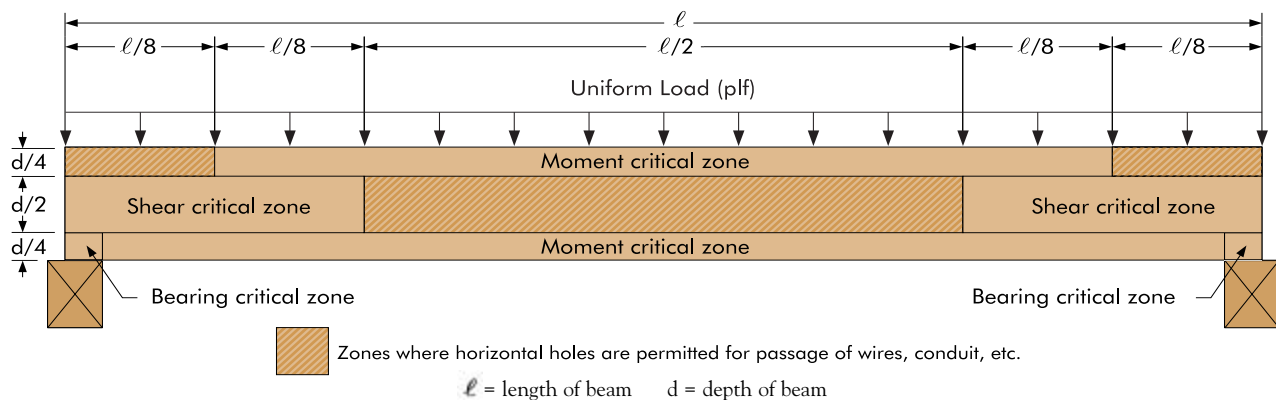 ℓ
ℓ/8 ℓ/8 ℓ/2 ℓ/8 ℓ/8
Uniform Load (plf)
d/4 Moment critical zone
d/2 Shear critical zone Shear critical zone
d/4 Moment critical zone
Bearing critical zone Bearing critical zone
Zones where horizontal holes are permitted for passage of wires, conduit, etc.
ℓ = length of beam d = depth of beam